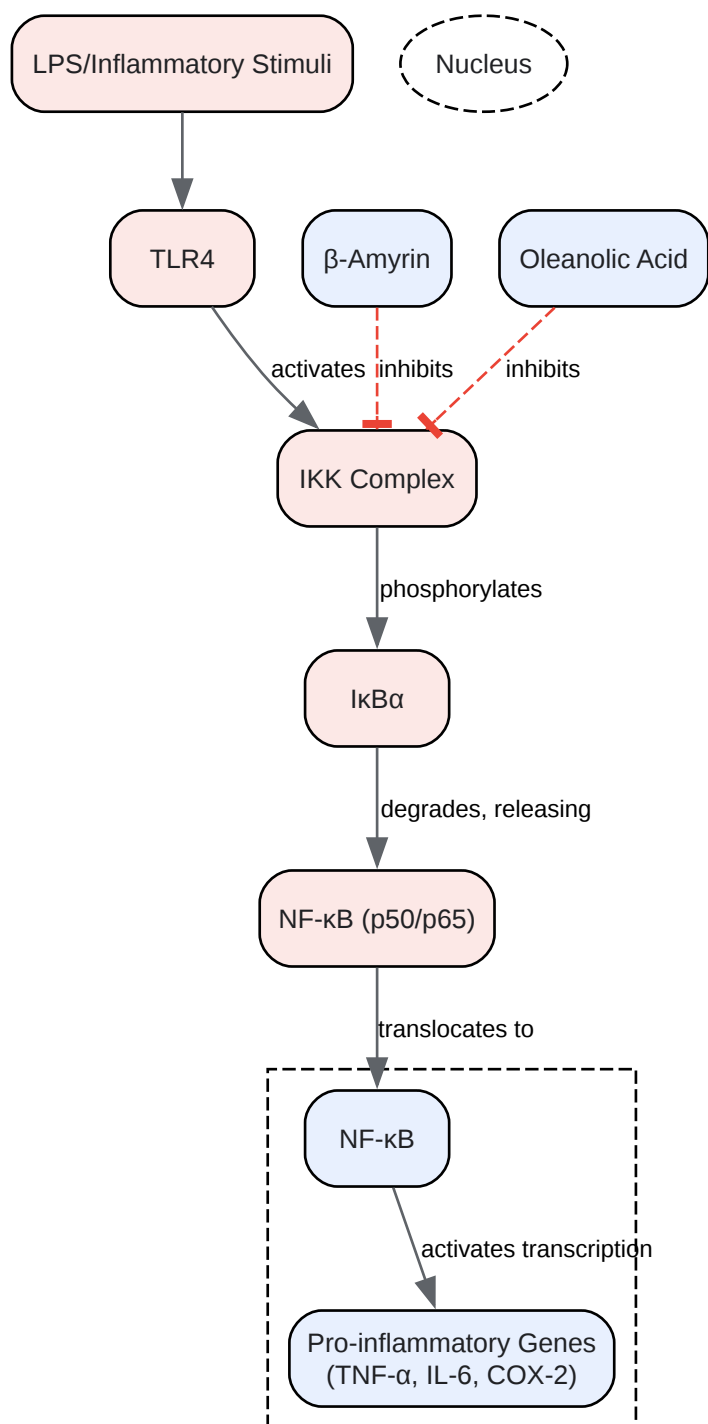 LPS/Inflammatory Stimuli
Nucleus
TLR4
β-Amyrin
Oleanolic Acid
activates
inhibits
inhibits
IKK Complex
phosphorylates
IκBα
degrades, releasing
NF-κB (p50/p65)
translocates to
NF-κB
activates transcription
Pro-inflammatory Genes
(TNF-α, IL-6, COX-2)